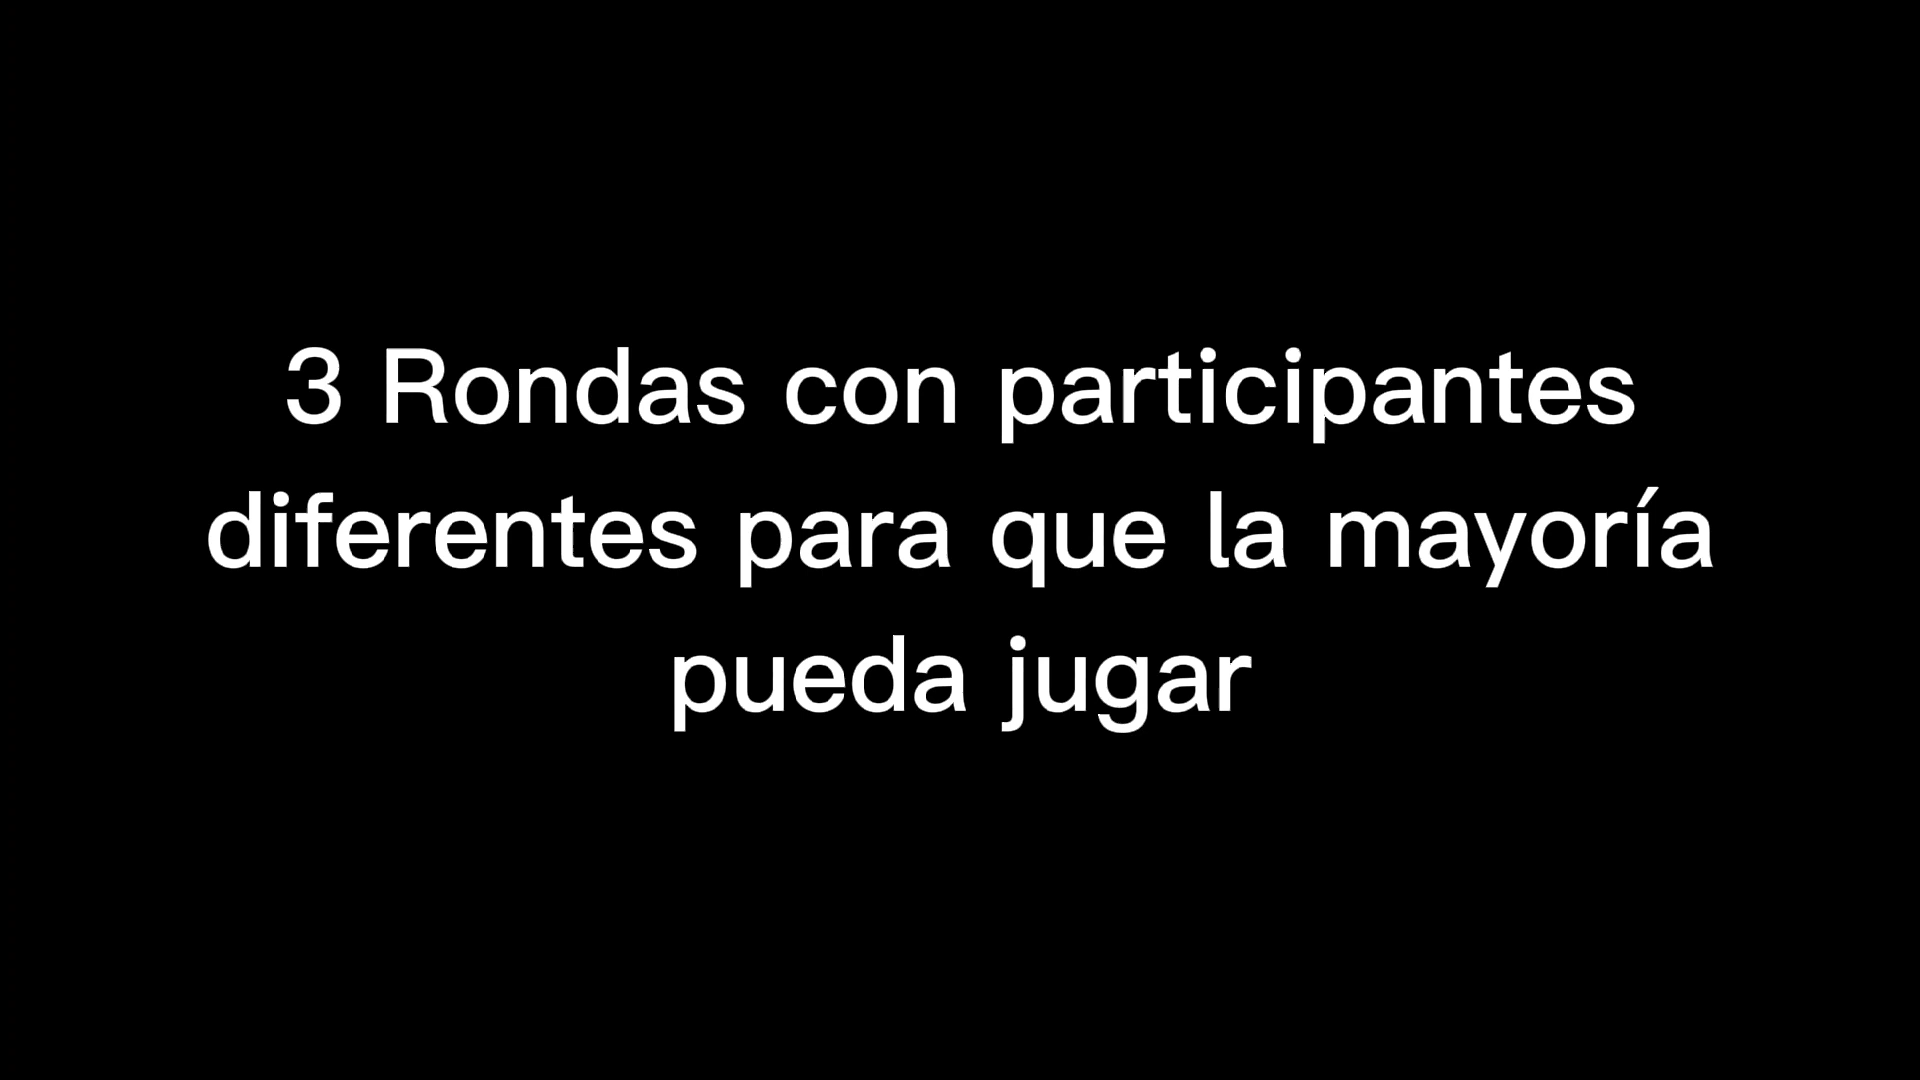 3 Rondas con participantes
diferentes para que la mayoría
pueda jugar